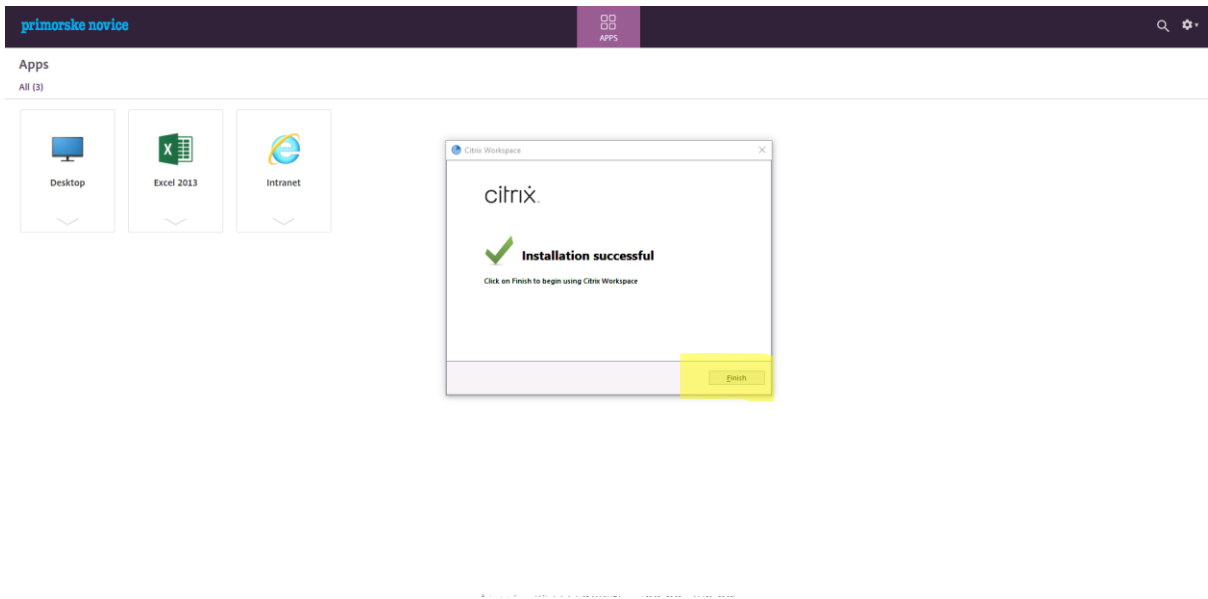 primorske novice
APPS
Apps
All (3)
Desktop
Excel 2013
Intranet
Citrix Workspace
citrix.
Installation successful
Click on Finish to begin using Citrix Workspace
Finish